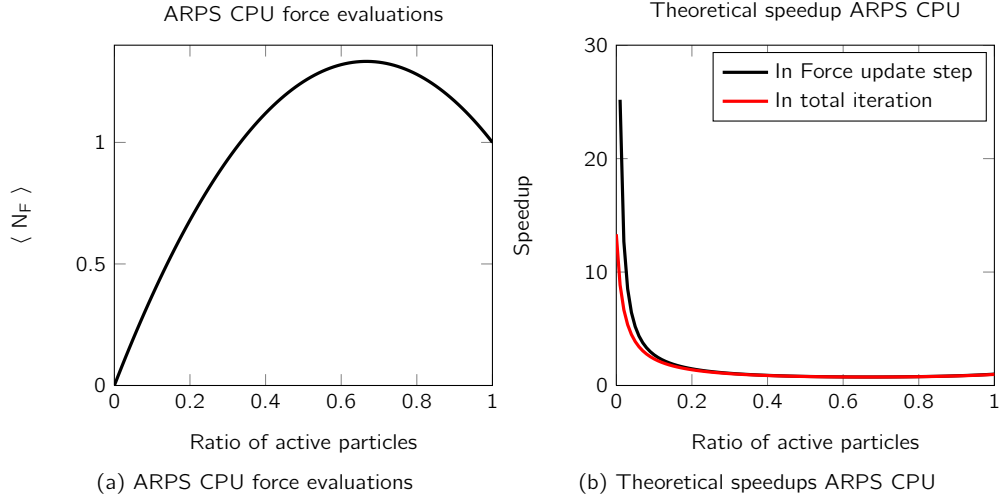 ARPS CPU force evaluations
⟨ N_F ⟩
1
0.5
0
0 0.2 0.4 0.6 0.8 1
Ratio of active particles
(a) ARPS CPU force evaluations
Theoretical speedup ARPS CPU
Speedup
30
20
10
0
In Force update step
In total iteration
0 0.2 0.4 0.6 0.8 1
Ratio of active particles
(b) Theoretical speedups ARPS CPU